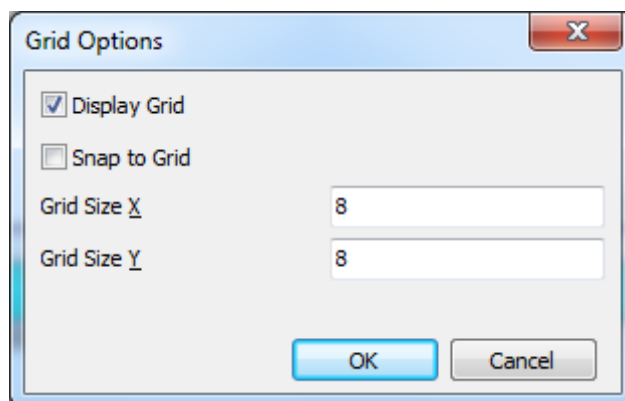 Grid Options
Display Grid
Snap to Grid
Grid Size X
8
Grid Size Y
8
OK
Cancel